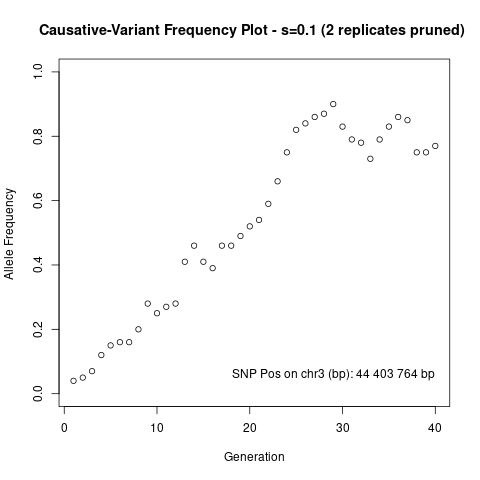 Causative-Variant Frequency Plot - s=0.1 (2 replicates pruned)
1.0
0.8
0.6
0.4
0.2
0.0
Allele Frequency
SNP Pos on chr3 (bp): 44 403 764 bp
0 10 20 30 40
Generation